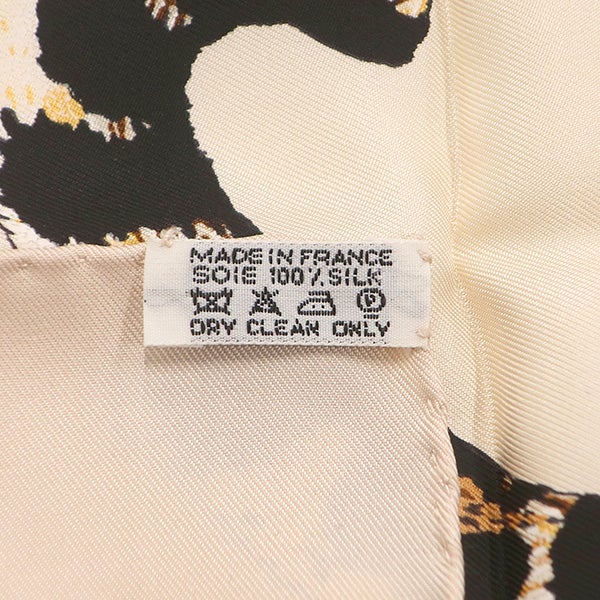 MADE IN FRANCE
SOIE 100% SILK
P
DRY CLEAN ONLY